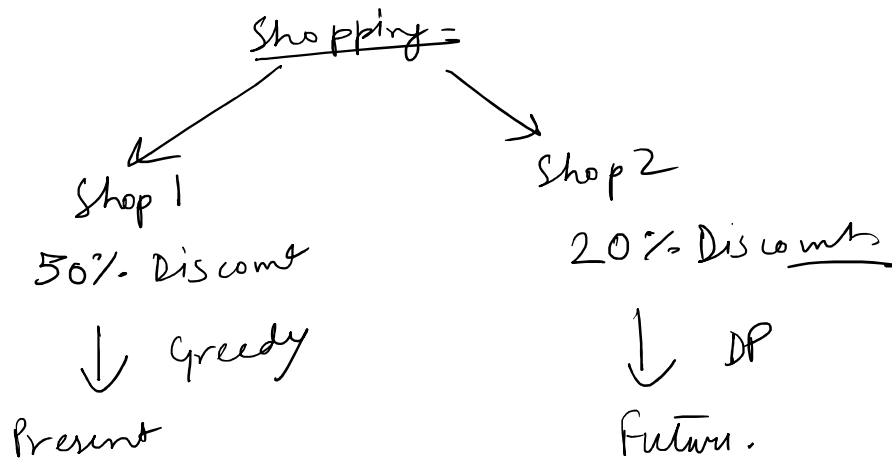 Shopping =
Shop 1
Shop 2
50% Discount
20% Discounts
Greedy
DP
Present
Future.